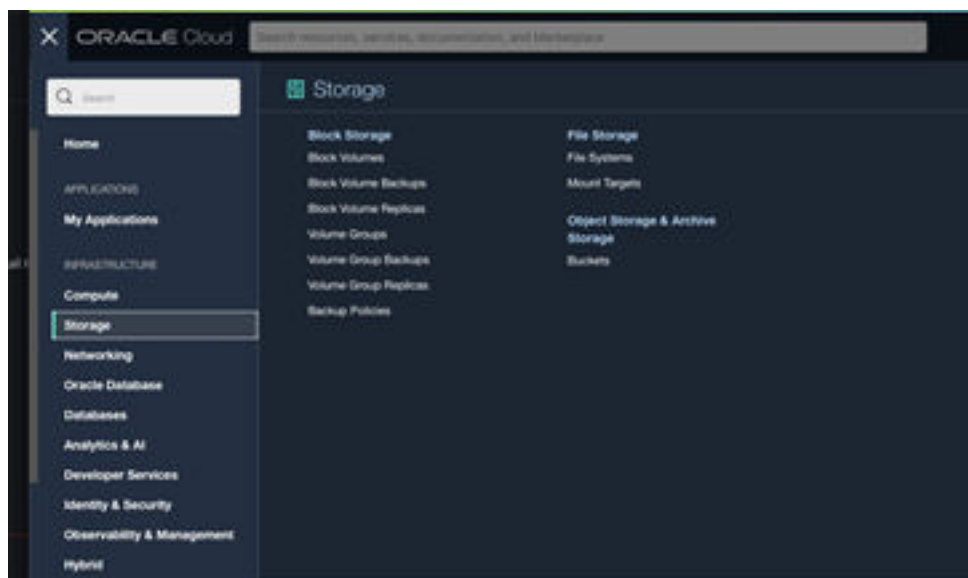 ORACLE Cloud
Search resources, services, documentation, and Marketplace
Search
Home
APPLICATIONS
My Applications
INFRASTRUCTURE
Compute
Storage
Networking
Oracle Database
Databases
Analytics & AI
Developer Services
Identity & Security
Observability & Management
Hybrid
Storage
Block Storage
Block Volumes
Block Volume Backups
Block Volume Replicas
Volume Groups
Volume Group Backups
Volume Group Replicas
Backup Policies
File Storage
File Systems
Mount Targets
Object Storage & Archive
Storage
Buckets